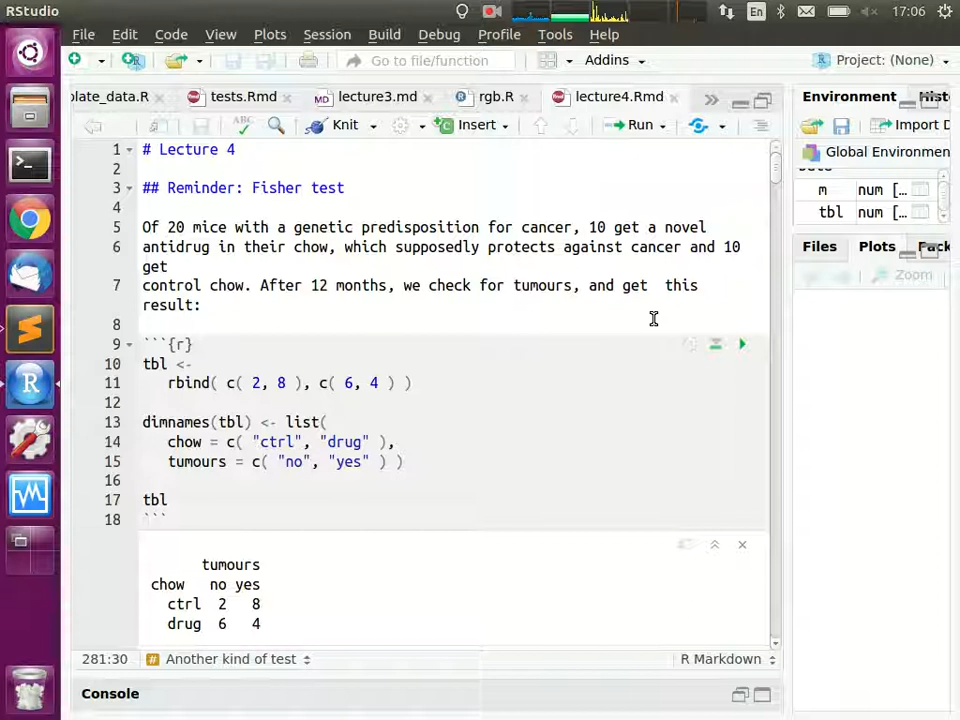 RStudio
En
17:06
File Edit Code View Plots Session Build Debug Profile Tools Help
Go to file/function
Addins
Project: (None)
plate_data.R
tests.Rmd
lecture3.md
rgb.R
lecture4.Rmd
Environment
ABC
Knit
Insert
Run
Import D
Global Environme
m num [...
tbl num [...
Files Plots Pack
Zoom
1 # Lecture 4
2
3 ## Reminder: Fisher test
4
5 Of 20 mice with a genetic predisposition for cancer, 10 get a novel
6 antidrug in their chow, which supposedly protects against cancer and 10
get
7 control chow. After 12 months, we check for tumours, and get  this
result:
8
9 ```{r}
10 tbl <-
11 rbind( c( 2, 8 ), c( 6, 4 ) )
12
13 dimnames(tbl) <- list(
14 chow = c( "ctrl", "drug" ),
15 tumours = c( "no", "yes" ) )
16
17 tbl
18 ```
tumours
chow no yes
ctrl 2 8
drug 6 4
281:30
# Another kind of test
R Markdown
Console